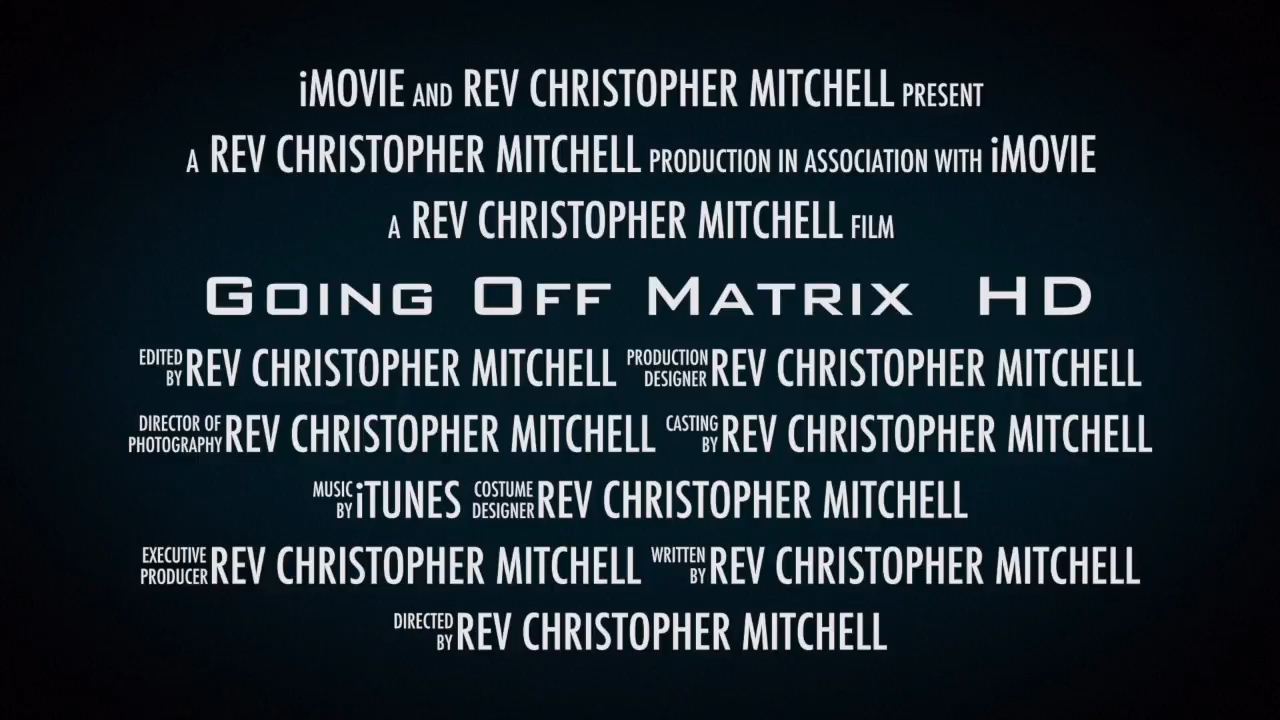 iMOVIE AND REV CHRISTOPHER MITCHELL PRESENT
A REV CHRISTOPHER MITCHELL PRODUCTION IN ASSOCIATION WITH iMOVIE
A REV CHRISTOPHER MITCHELL FILM
GOING OFF MATRIX HD
EDITED BY REV CHRISTOPHER MITCHELL PRODUCTION DESIGNER REV CHRISTOPHER MITCHELL
DIRECTOR OF PHOTOGRAPHY REV CHRISTOPHER MITCHELL CASTING BY REV CHRISTOPHER MITCHELL
MUSIC BY iTUNES COSTUME DESIGNER REV CHRISTOPHER MITCHELL
EXECUTIVE PRODUCER REV CHRISTOPHER MITCHELL WRITTEN BY REV CHRISTOPHER MITCHELL
DIRECTED BY REV CHRISTOPHER MITCHELL